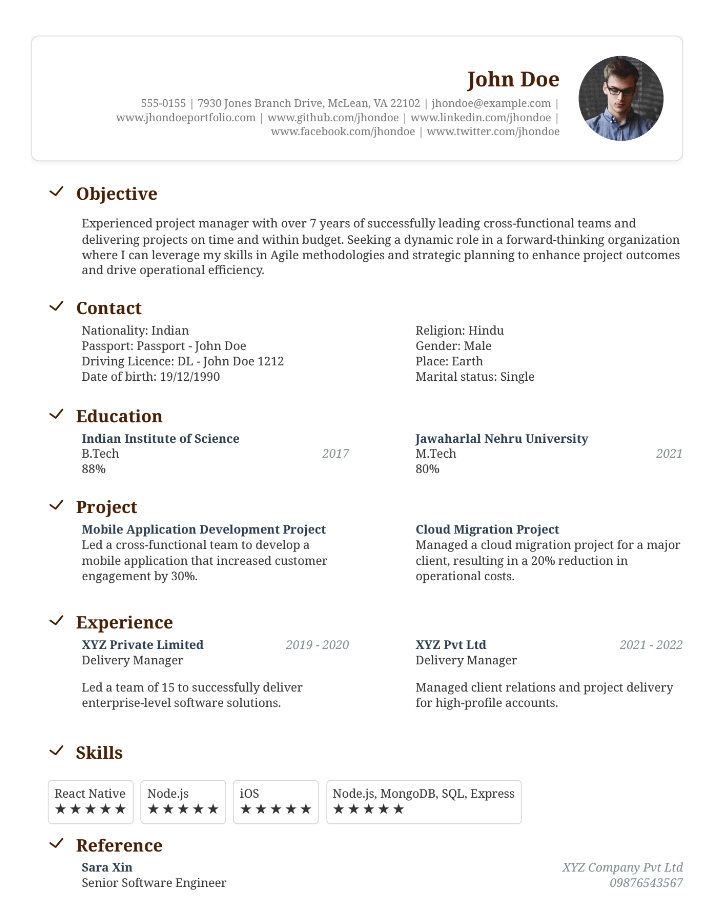 John Doe
555-0155 | 7930 Jones Branch Drive, McLean, VA 22102 | jhondoe@example.com |
www.jhondoeportfolio.com | www.github.com/jhondoe | www.linkedin.com/jhondoe |
www.facebook.com/jhondoe | www.twitter.com/jhondoe
Objective
Experienced project manager with over 7 years of successfully leading cross-functional teams and
delivering projects on time and within budget. Seeking a dynamic role in a forward-thinking organization
where I can leverage my skills in Agile methodologies and strategic planning to enhance project outcomes
and drive operational efficiency.
Contact
Nationality: Indian
Passport: Passport - John Doe
Driving Licence: DL - John Doe 1212
Date of birth: 19/12/1990
Religion: Hindu
Gender: Male
Place: Earth
Marital status: Single
Education
Indian Institute of Science
B.Tech 2017
88%
Jawaharlal Nehru University
M.Tech 2021
80%
Project
Mobile Application Development Project
Led a cross-functional team to develop a
mobile application that increased customer
engagement by 30%.
Cloud Migration Project
Managed a cloud migration project for a major
client, resulting in a 20% reduction in
operational costs.
Experience
XYZ Private Limited 2019 - 2020
Delivery Manager
Led a team of 15 to successfully deliver
enterprise-level software solutions.
XYZ Pvt Ltd 2021 - 2022
Delivery Manager
Managed client relations and project delivery
for high-profile accounts.
Skills
React Native
★★★★★
Node.js
★★★★★
iOS
★★★★★
Node.js, MongoDB, SQL, Express
★★★★★
Reference
Sara Xin XYZ Company Pvt Ltd
Senior Software Engineer 09876543567